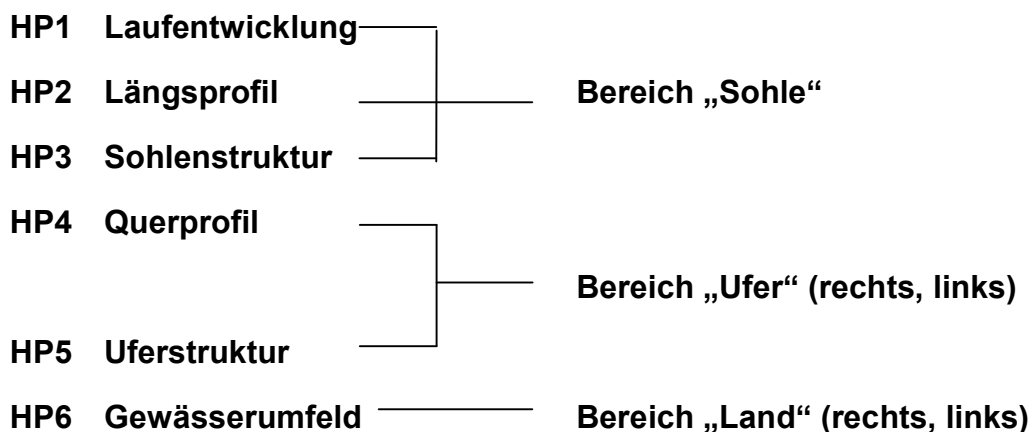 HP1 Laufentwicklung
HP2 Längsprofil Bereich „Sohle“
HP3 Sohlenstruktur
HP4 Querprofil
Bereich „Ufer“ (rechts, links)
HP5 Uferstruktur
HP6 Gewässerumfeld Bereich „Land“ (rechts, links)